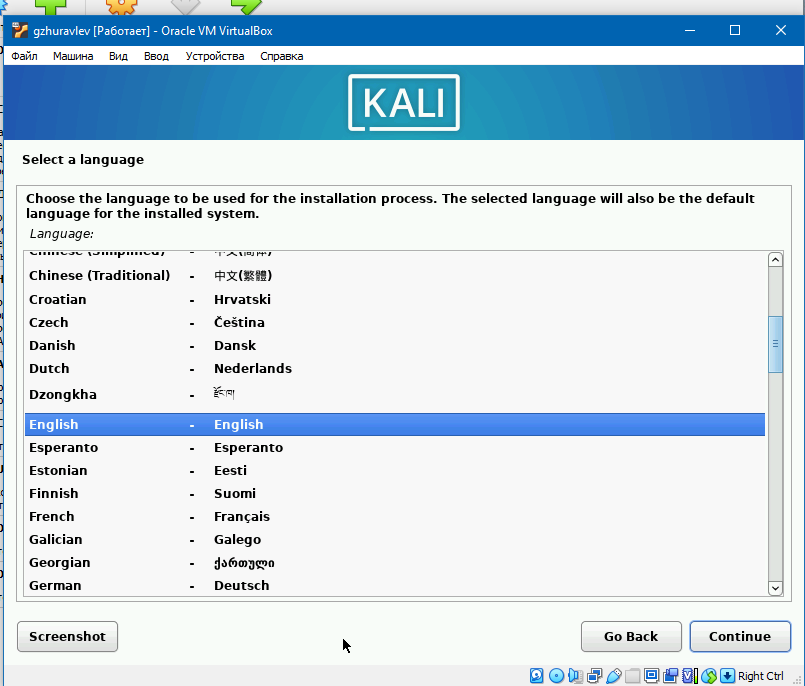 gzhuravlev [Работает] - Oracle VM VirtualBox
Файл Машина Вид Ввод Устройства Справка
KALI
Select a language
Choose the language to be used for the installation process. The selected language will also be the default
language for the installed system.
Language:
Chinese (Simplified) - 中文(简体)
Chinese (Traditional) - 中文(繁體)
Croatian - Hrvatski
Czech - Čeština
Danish - Dansk
Dutch - Nederlands
Dzongkha - རྫོང་ཁ།
English - English
Esperanto - Esperanto
Estonian - Eesti
Finnish - Suomi
French - Français
Galician - Galego
Georgian - ქართული
German - Deutsch
Screenshot Go Back Continue
Right Ctrl